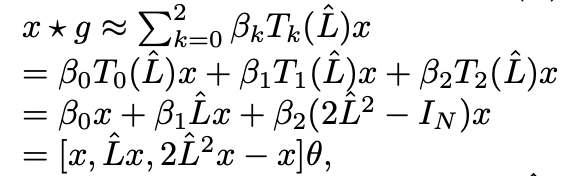 x ⋆ g ≈ ∑_{k=0}^{2} β_k T_k(L̂)x
= β_0 T_0(L̂)x + β_1 T_1(L̂)x + β_2 T_2(L̂)x
= β_0 x + β_1 L̂x + β_2(2L̂^2 − I_N)x
= [x, L̂x, 2L̂^2 x − x]θ,